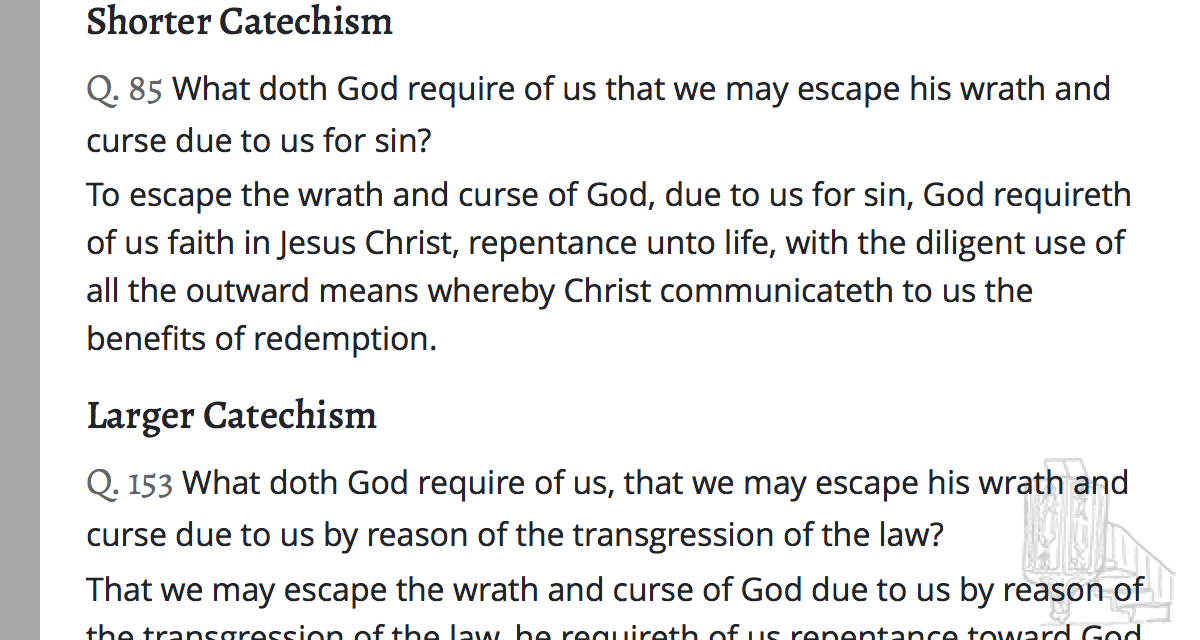 Shorter Catechism
Q. 85 What doth God require of us that we may escape his wrath and
curse due to us for sin?
To escape the wrath and curse of God, due to us for sin, God requireth
of us faith in Jesus Christ, repentance unto life, with the diligent use of
all the outward means whereby Christ communicateth to us the
benefits of redemption.
Larger Catechism
Q. 153 What doth God require of us, that we may escape his wrath and
curse due to us by reason of the transgression of the law?
That we may escape the wrath and curse of God due to us by reason of
the transgression of the law, he requireth of us repentance toward God